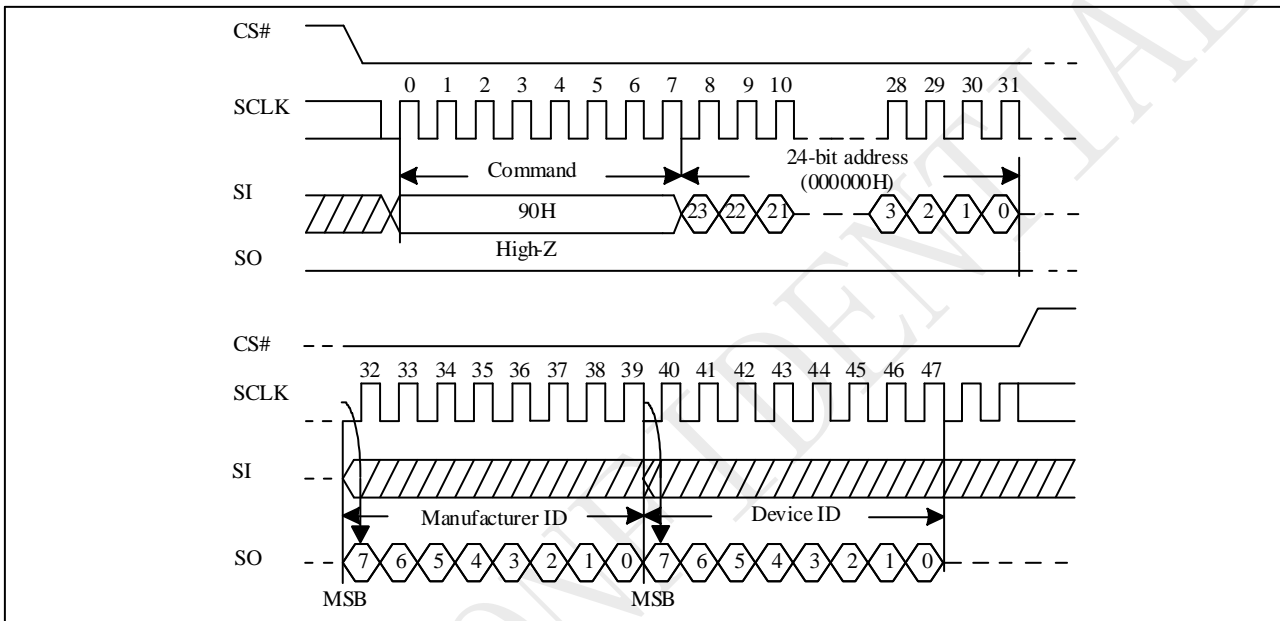 CS#
0 1 2 3 4 5 6 7 8 9 10 28 29 30 31
SCLK
Command 24-bit address
(000000H)
SI
90H 23 22 21 3 2 1 0
High-Z
SO
CS#
32 33 34 35 36 37 38 39 40 41 42 43 44 45 46 47
SCLK
SI
Manufacturer ID Device ID
SO 7 6 5 4 3 2 1 0 7 6 5 4 3 2 1 0
MSB MSB
ONFIDENTIAL